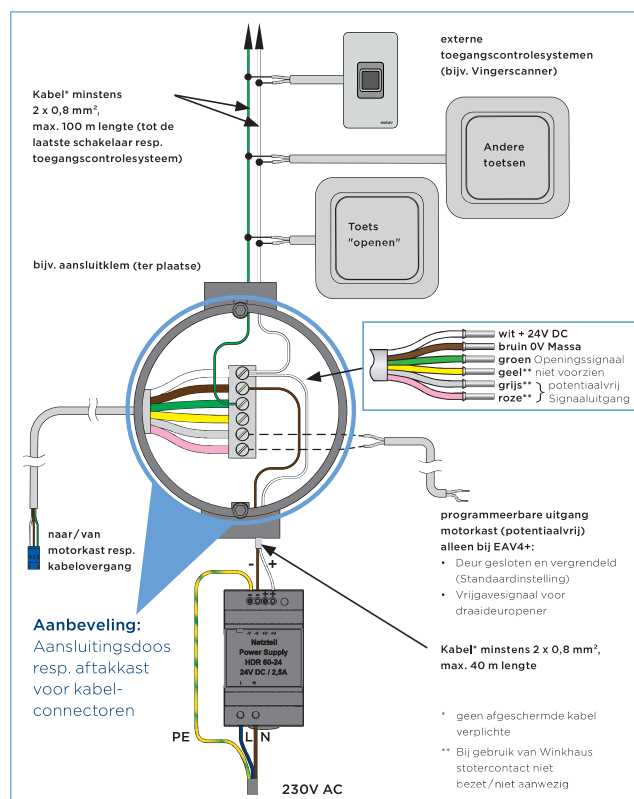 externe
toegangscontrolesystemen
(bijv. Vingerscanner)
Kabel* minstens
2 x 0,8 mm²,
max. 100 m lengte (tot de
laatste schakelaar resp.
toegangscontrolesysteem)
Andere
toetsen
Toets
"openen"
bijv. aansluitklem (ter plaatse)
wit + 24V DC
bruin 0V Massa
groen Openingssignaal
geel** niet voorzien
grijs** } potentiaalvrij
roze** } Signaaluitgang
naar/van
motorkast resp.
kabelovergang
programmeerbare uitgang
motorkast (potentiaalvrij)
alleen bij EAV4+:
• Deur gesloten en vergrendeld
(Standaardinstelling)
• Vrijgavesignaal voor
draaideuropener
- +
Aanbeveling:
Aansluitingsdoos
resp. aftakkast
voor kabel-
connectoren
- - + +
-V -V +V +V
Netzteil
Power Supply
HDR 60-24
24V DC / 2,5A
L N
Kabel* minstens 2 x 0,8 mm²,
max. 40 m lengte
PE L N
230V AC
* geen afgeschermde kabel
verplichte
** Bij gebruik van Winkhaus
stotercontact niet
bezet/niet aanwezig